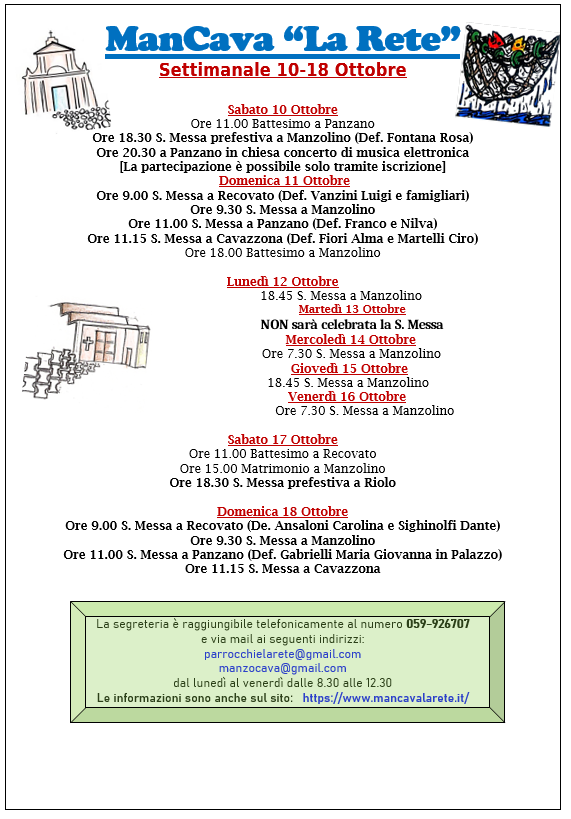 ManCava “La Rete”
Settimanale 10-18 Ottobre
Sabato 10 Ottobre
Ore 11.00 Battesimo a Panzano
Ore 18.30 S. Messa prefestiva a Manzolino (Def. Fontana Rosa)
Ore 20.30 a Panzano in chiesa concerto di musica elettronica
[La partecipazione è possibile solo tramite iscrizione]
Domenica 11 Ottobre
Ore 9.00 S. Messa a Recovato (Def. Vanzini Luigi e famigliari)
Ore 9.30 S. Messa a Manzolino
Ore 11.00 S. Messa a Panzano (Def. Franco e Nilva)
Ore 11.15 S. Messa a Cavazzona (Def. Fiori Alma e Martelli Ciro)
Ore 18.00 Battesimo a Manzolino
Lunedì 12 Ottobre
18.45 S. Messa a Manzolino
Martedì 13 Ottobre
NON sarà celebrata la S. Messa
Mercoledì 14 Ottobre
Ore 7.30 S. Messa a Manzolino
Giovedì 15 Ottobre
18.45 S. Messa a Manzolino
Venerdì 16 Ottobre
Ore 7.30 S. Messa a Manzolino
Sabato 17 Ottobre
Ore 11.00 Battesimo a Recovato
Ore 15.00 Matrimonio a Manzolino
Ore 18.30 S. Messa prefestiva a Riolo
Domenica 18 Ottobre
Ore 9.00 S. Messa a Recovato (De. Ansaloni Carolina e Sighinolfi Dante)
Ore 9.30 S. Messa a Manzolino
Ore 11.00 S. Messa a Panzano (Def. Gabrielli Maria Giovanna in Palazzo)
Ore 11.15 S. Messa a Cavazzona
La segreteria è raggiungibile telefonicamente al numero 059-926707
e via mail ai seguenti indirizzi:
parrocchielarete@gmail.com
manzocava@gmail.com
dal lunedì al venerdì dalle 8.30 alle 12.30
Le informazioni sono anche sul sito: https://www.mancavalarete.it/